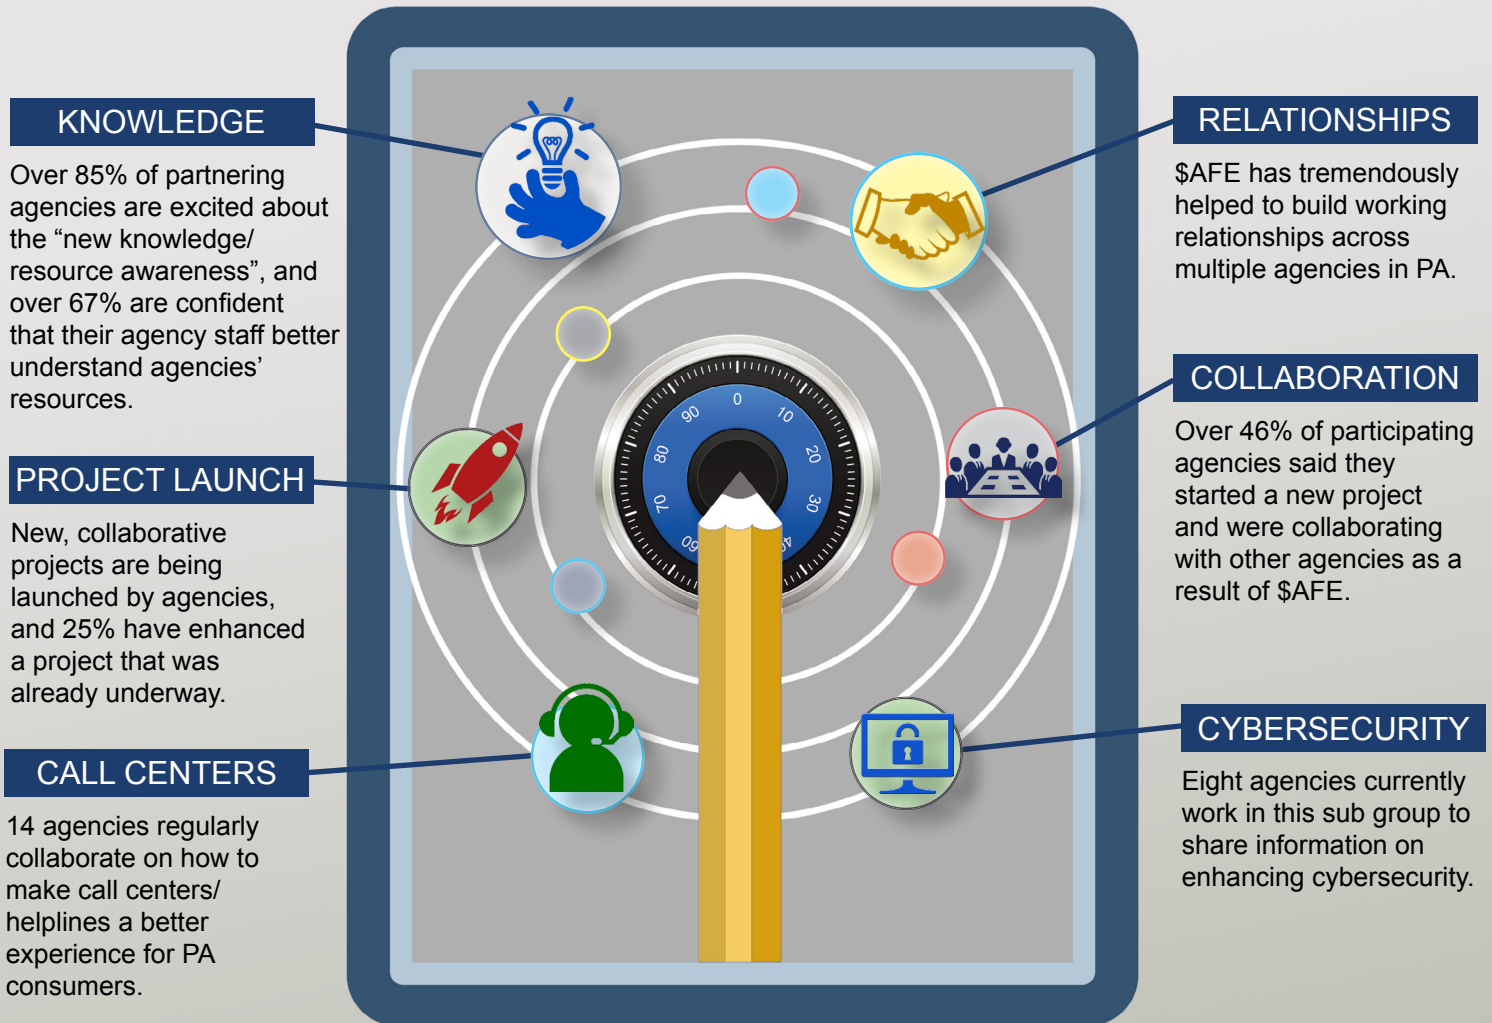 KNOWLEDGE
Over 85% of partnering
agencies are excited about
the “new knowledge/
resource awareness”, and
over 67% are confident
that their agency staff better
understand agencies’
resources.
PROJECT LAUNCH
New, collaborative
projects are being
launched by agencies,
and 25% have enhanced
a project that was
already underway.
CALL CENTERS
14 agencies regularly
collaborate on how to
make call centers/
helplines a better
experience for PA
consumers.
0
10
20
30
40
60
70
80
90
RELATIONSHIPS
$AFE has tremendously
helped to build working
relationships across
multiple agencies in PA.
COLLABORATION
Over 46% of participating
agencies said they
started a new project
and were collaborating
with other agencies as a
result of $AFE.
CYBERSECURITY
Eight agencies currently
work in this sub group to
share information on
enhancing cybersecurity.